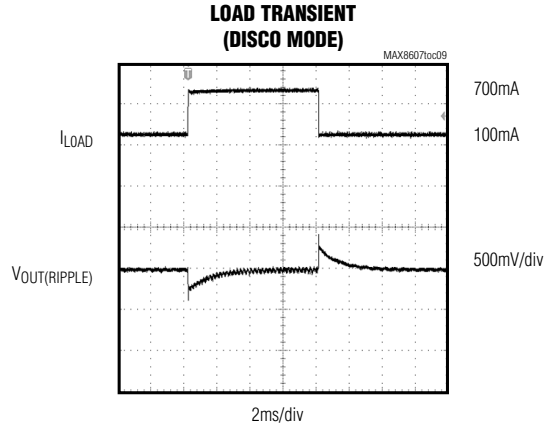 LOAD TRANSIENT
(DISCO MODE)
MAX8607toc09
700mA
ILOAD
100mA
VOUT(RIPPLE)
500mV/div
2ms/div